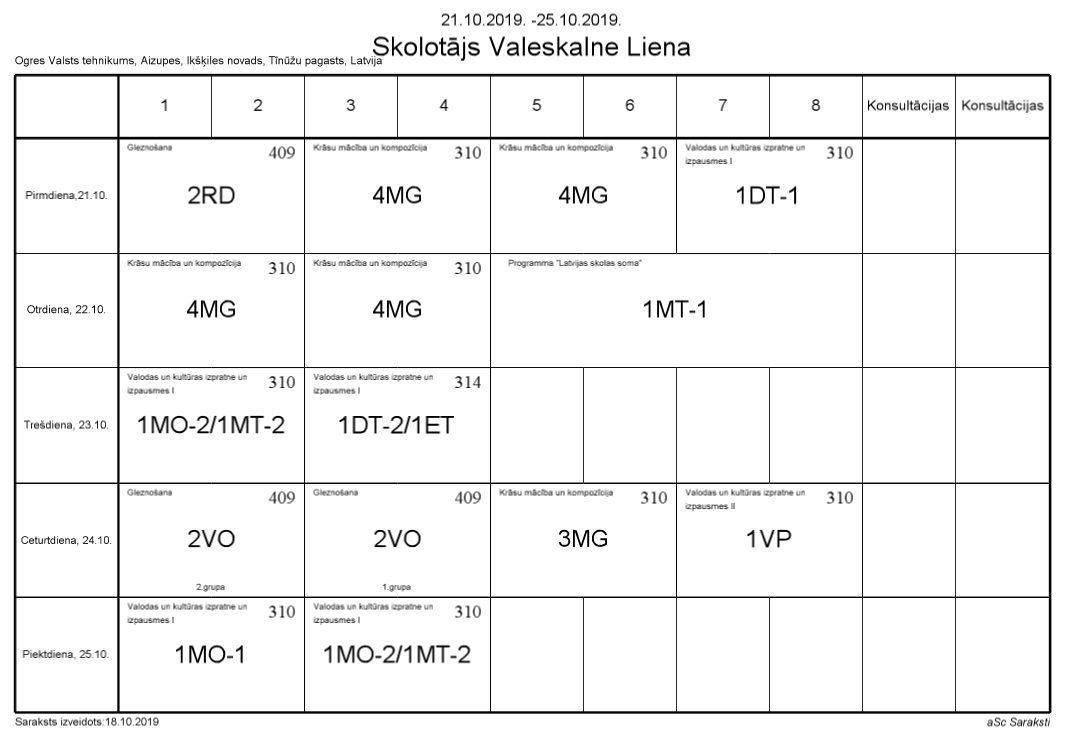 21.10.2019. -25.10.2019.
Skolotājs Valeskalne Liena
Ogres Valsts tehnikums, Aizupes, Ikšķiles novads, Tīnūžu pagasts, Latvija
1 2 3 4 5 6 7 8 Konsultācijas Konsultācijas
Pirmdiena,21.10.
Gleznošana 409
2RD
Krāsu mācība un kompozīcija 310
4MG
Krāsu mācība un kompozīcija 310
4MG
Valodas un kultūras izpratne un 310
izpausmes I
1DT-1
Otrdiena, 22.10.
Krāsu mācība un kompozīcija 310
4MG
Krāsu mācība un kompozīcija 310
4MG
Programma "Latvijas skolas soma"
1MT-1
Trešdiena, 23.10.
Valodas un kultūras izpratne un 310
izpausmes I
1MO-2/1MT-2
Valodas un kultūras izpratne un 314
izpausmes I
1DT-2/1ET
Ceturtdiena, 24.10.
Gleznošana 409
2VO
2.grupa
Gleznošana 409
2VO
1.grupa
Krāsu mācība un kompozīcija 310
3MG
Valodas un kultūras izpratne un 310
izpausmes II
1VP
Piektdiena, 25.10.
Valodas un kultūras izpratne un 310
izpausmes I
1MO-1
Valodas un kultūras izpratne un 310
izpausmes I
1MO-2/1MT-2
Saraksts izveidots:18.10.2019
aSc Saraksti